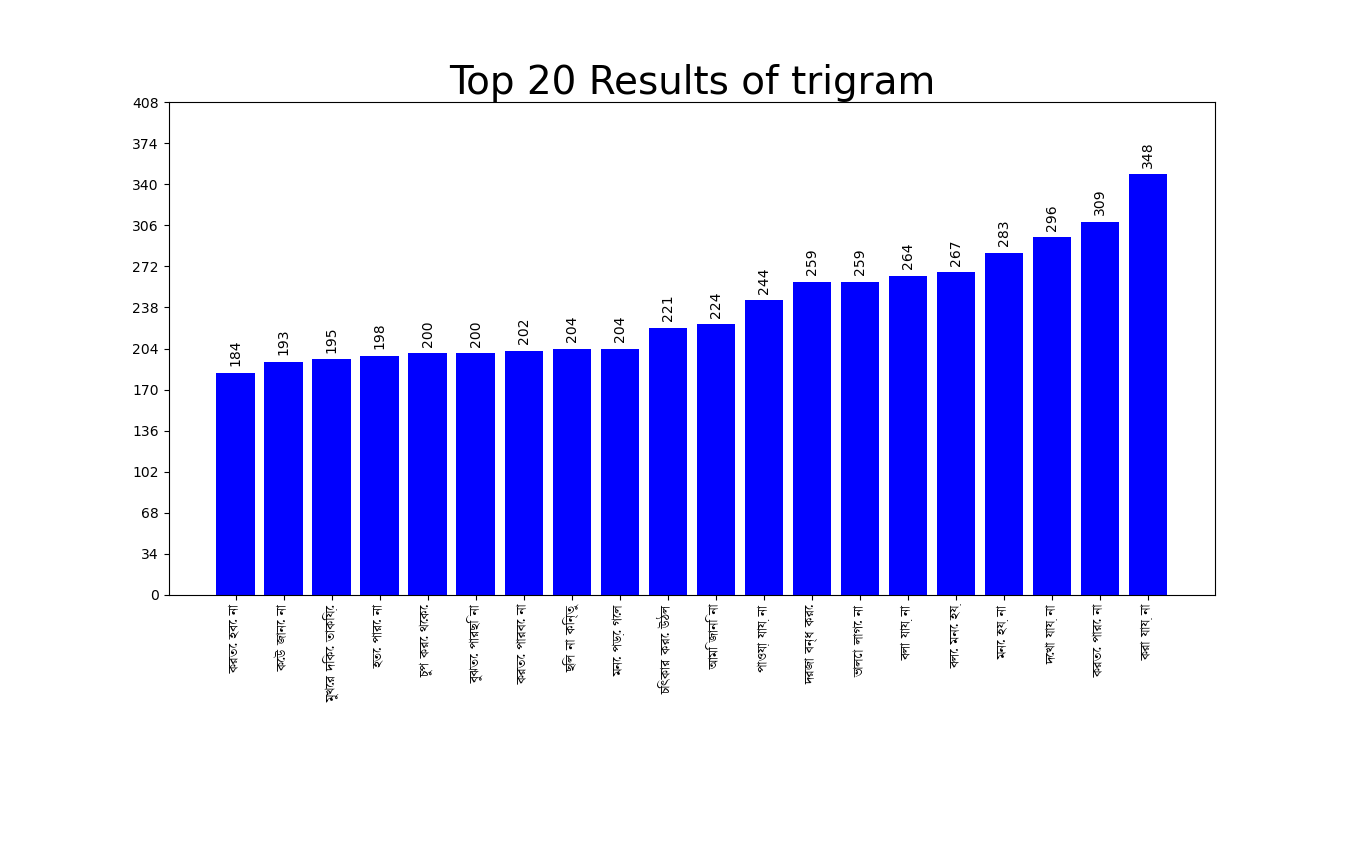 Top 20 Results of trigram
408
374
340
306
272
238
204
170
136
102
68
34
0
184
193
195
198
200
200
202
204
204
221
224
244
259
259
264
267
283
296
309
348
করতে হবে না
কেউ জানে না
মুখের দিকে তাকিয়ে
হতে পারে না
চুপ করে থেকে
বুঝতে পারছি না
করতে পারবে না
ছিল না কিন্তু
মনে পড়ে গেল
চিৎকার করে উঠল
আমি জানি না
পাওয়া যায় না
দরজা বন্ধ করে
ভালো লাগে না
বলা যায় না
বলে মনে হয়
মনে হয় না
দেখা যায় না
করতে পারে না
করা যায় না